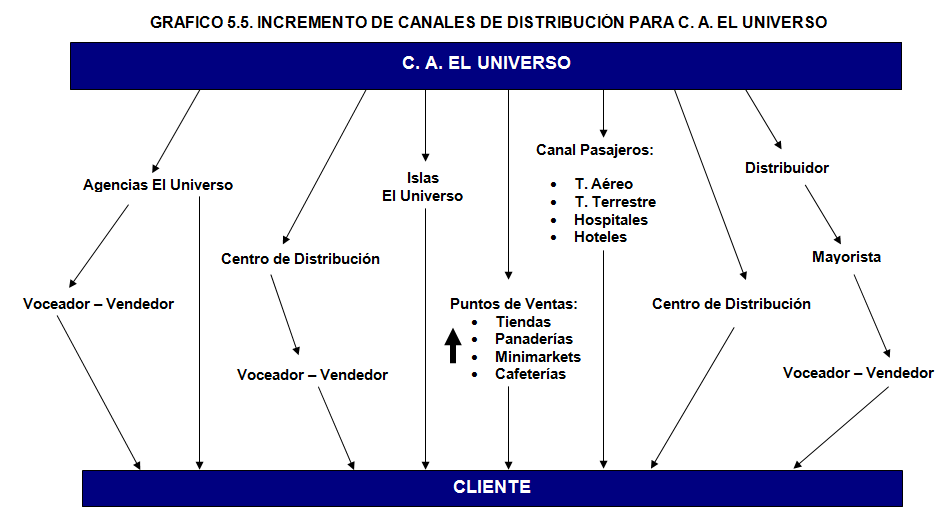 GRAFICO 5.5. INCREMENTO DE CANALES DE DISTRIBUCIÓN PARA C. A. EL UNIVERSO
C. A. EL UNIVERSO
Agencias El Universo
Voceador – Vendedor
Centro de Distribución
Voceador – Vendedor
Islas
El Universo
Puntos de Ventas:
• Tiendas
• Panaderías
• Minimarkets
• Cafeterías
Canal Pasajeros:
• T. Aéreo
• T. Terrestre
• Hospitales
• Hoteles
Centro de Distribución
Distribuidor
Mayorista
Voceador – Vendedor
CLIENTE